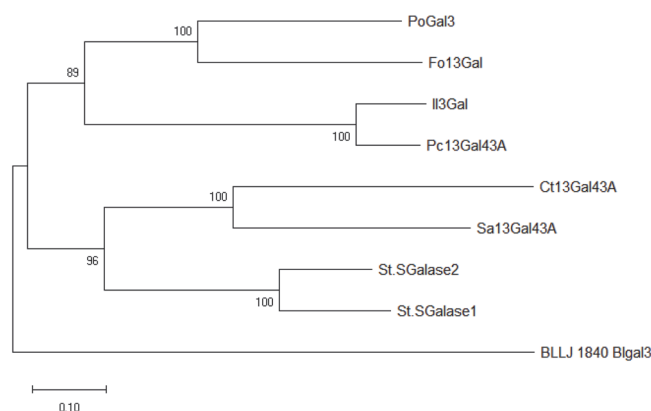 100
PoGal3
Fo13Gal
89
Il3Gal
100
Pc13Gal43A
100
Ct13Gal43A
Sa13Gal43A
96
St.SGalase2
100
St.SGalase1
BLLJ 1840 Blgal3
0.10